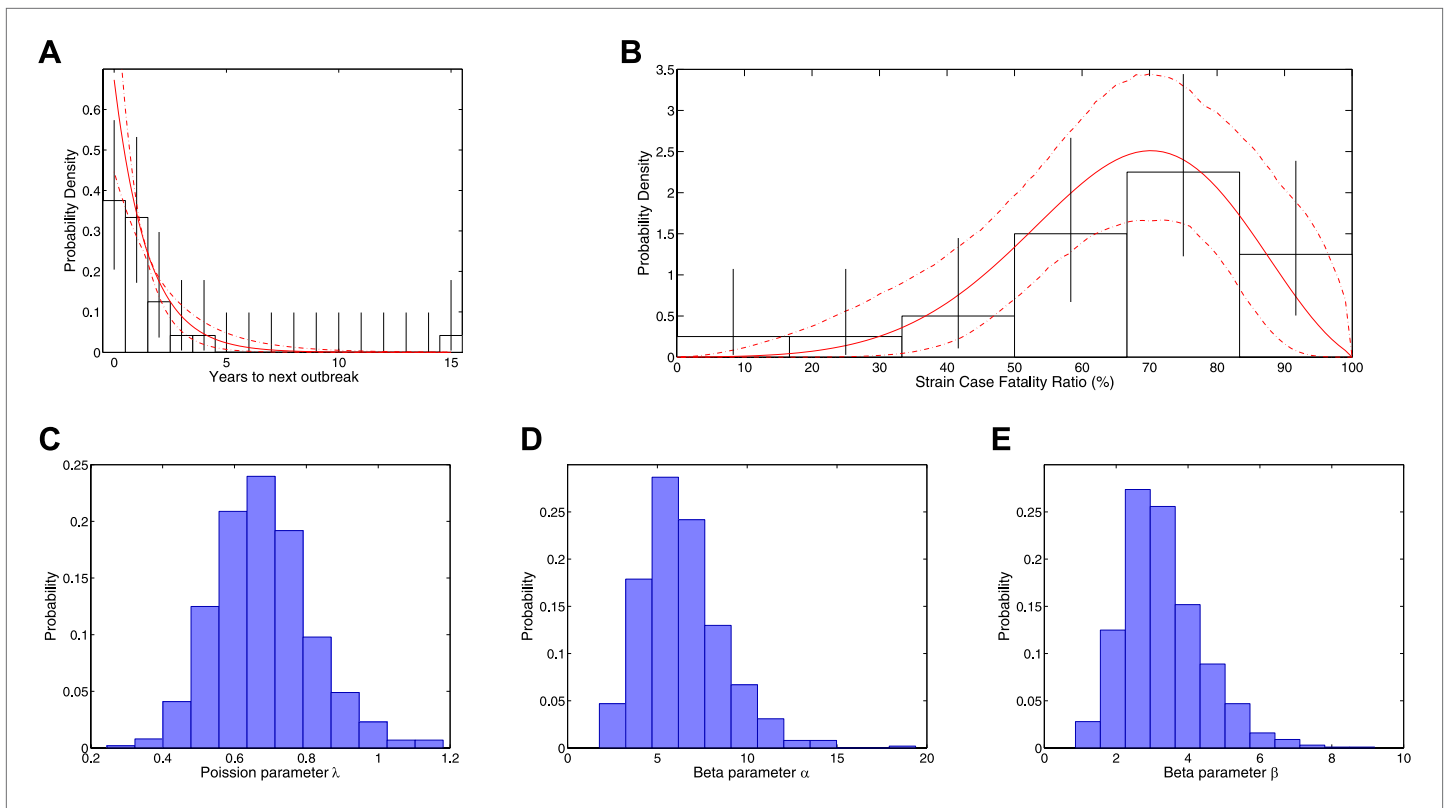 A
B
0.6
0.5
0.4
0.3
0.2
0.1
0
Probability Density
0 5 10 15
Years to next outbreak
3.5
3
2.5
2
1.5
1
0.5
0
Probability Density
0 10 20 30 40 50 60 70 80 90 100
Strain Case Fatality Ratio (%)
C
D
E
0.25
0.2
0.15
0.1
0.05
0
Probability
0.2 0.4 0.6 0.8 1 1.2
Poission parameter λ
0.25
0.2
0.15
0.1
0.05
0
Probability
0 5 10 15 20
Beta parameter α
0.25
0.2
0.15
0.1
0.05
0
Probability
0 2 4 6 8 10
Beta parameter β